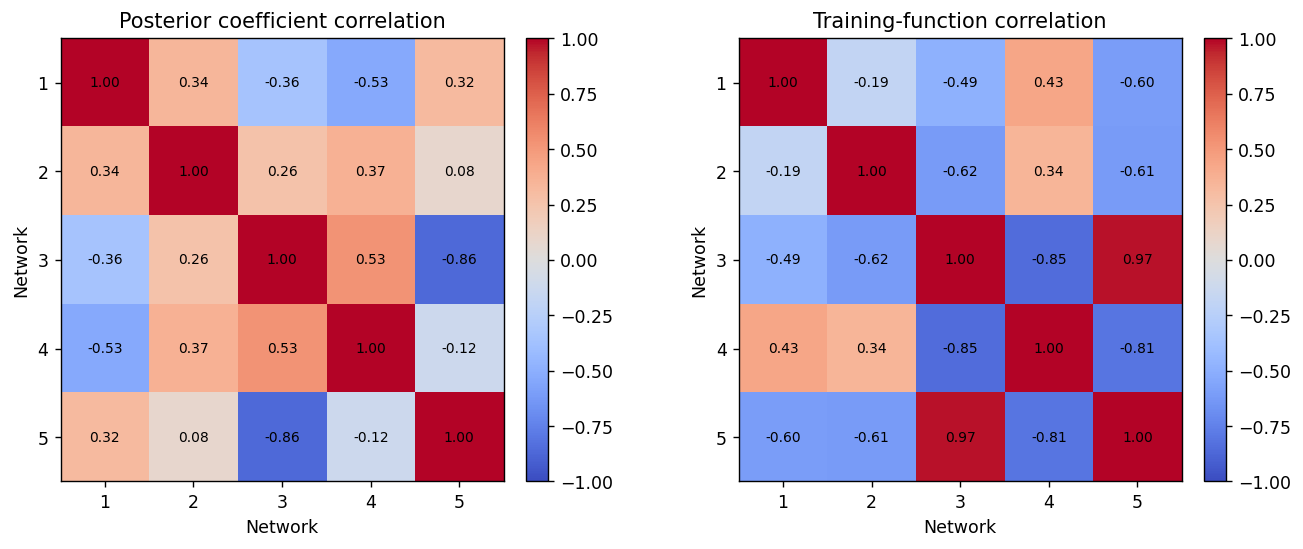 Posterior coefficient correlation
1.00 0.34 -0.36 -0.53 0.32
0.34 1.00 0.26 0.37 0.08
-0.36 0.26 1.00 0.53 -0.86
-0.53 0.37 0.53 1.00 -0.12
0.32 0.08 -0.86 -0.12 1.00
1
2
3
4
5
Network
1 2 3 4 5
Network
1.00
0.75
0.50
0.25
0.00
−0.25
−0.50
−0.75
−1.00
Training-function correlation
1.00 -0.19 -0.49 0.43 -0.60
-0.19 1.00 -0.62 0.34 -0.61
-0.49 -0.62 1.00 -0.85 0.97
0.43 0.34 -0.85 1.00 -0.81
-0.60 -0.61 0.97 -0.81 1.00
1
2
3
4
5
Network
1 2 3 4 5
Network
1.00
0.75
0.50
0.25
0.00
−0.25
−0.50
−0.75
−1.00